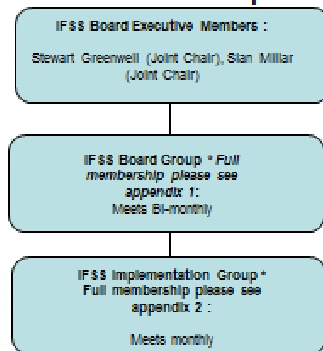 IFSS Board Executive Members :
Stewart Greenwell (Joint Chair), Sian Millar
(Joint Chair)
IFSS Board Group * Full
membership please see
appendix 1:
Meets Bi-monthly
IFSS Implementation Group *
Full membership please see
appendix 2 :
Meets monthly